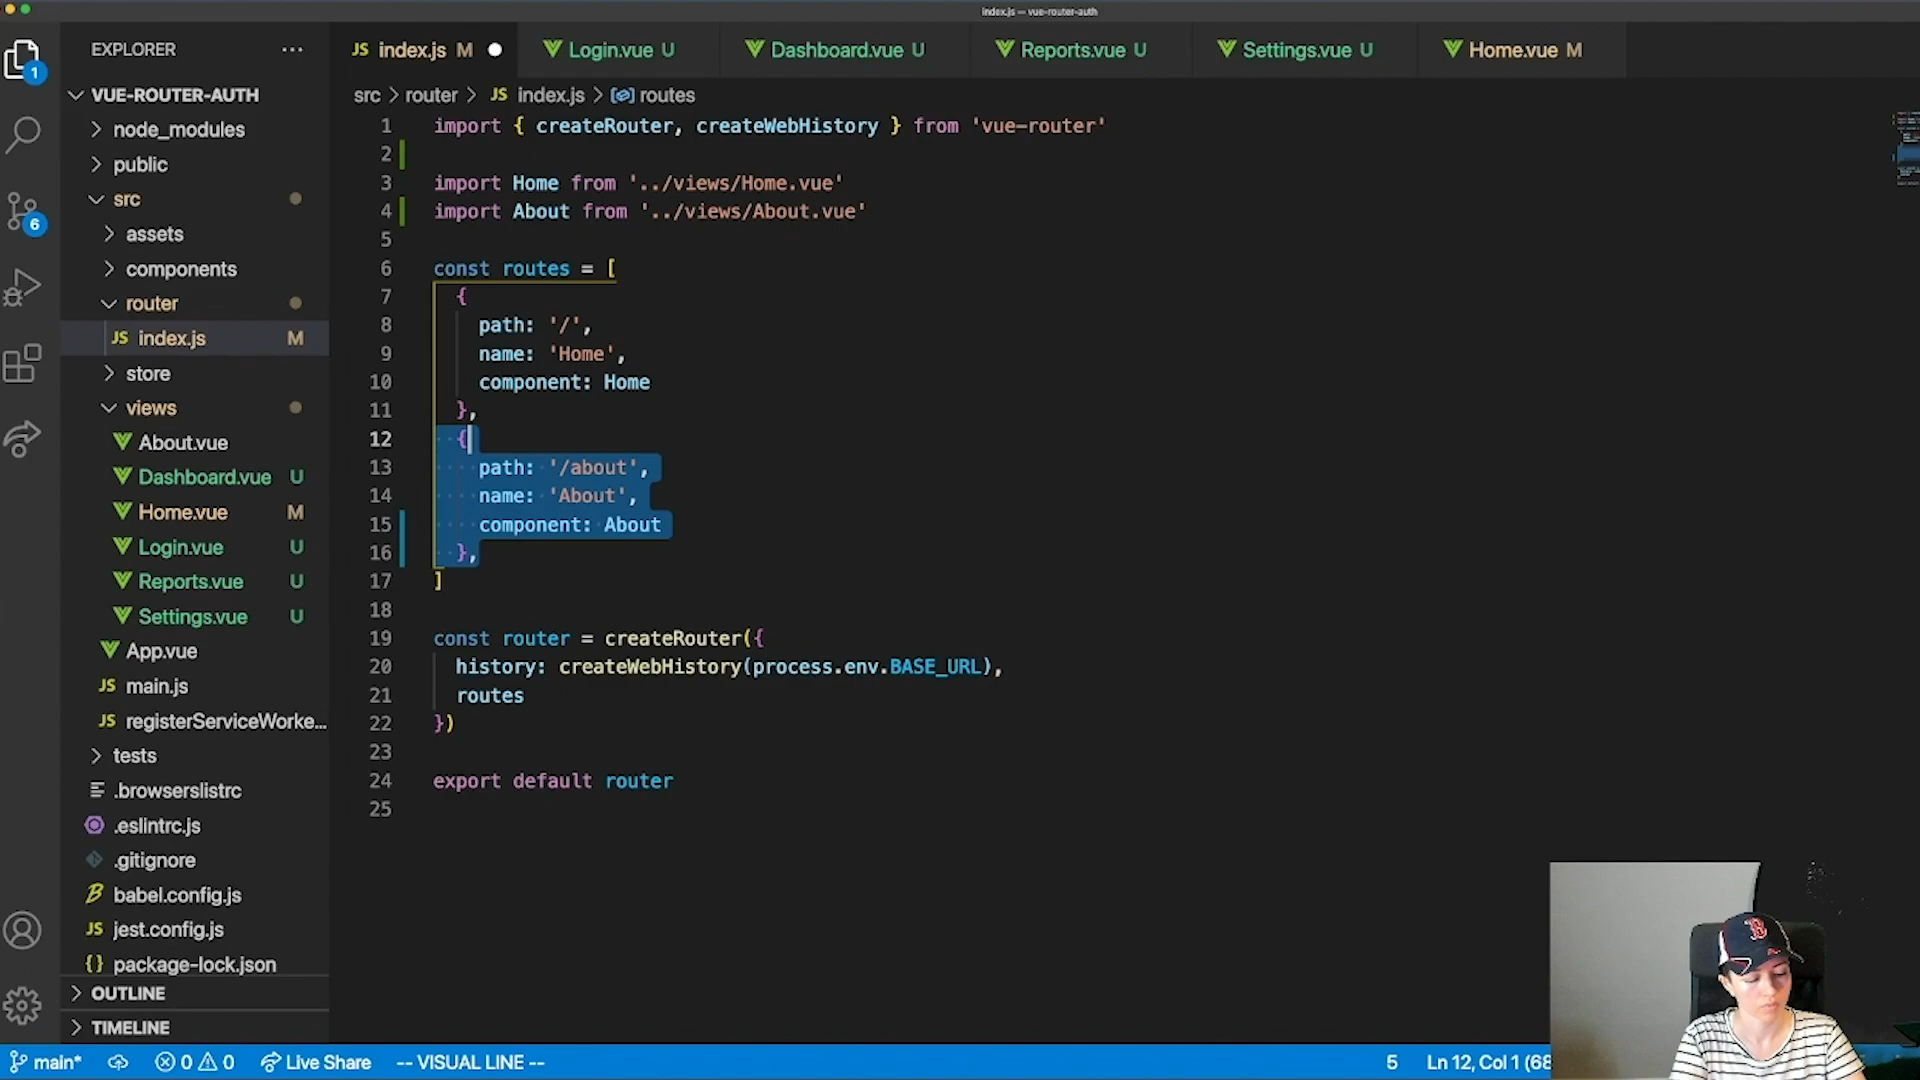 index.js — vue-router-auth
EXPLORER
VUE-ROUTER-AUTH
node_modules
public
src
assets
components
router
JS index.js M
store
views
About.vue
Dashboard.vue U
Home.vue M
Login.vue U
Reports.vue U
Settings.vue U
App.vue
JS main.js
JS registerServiceWorke...
tests
.browserslistrc
.eslintrc.js
.gitignore
babel.config.js
JS jest.config.js
{} package-lock.json
OUTLINE
TIMELINE
1
6
JS index.js M
Login.vue U
Dashboard.vue U
Reports.vue U
Settings.vue U
Home.vue M
src > router > JS index.js > routes
1 import { createRouter, createWebHistory } from 'vue-router'
2
3 import Home from '../views/Home.vue'
4 import About from '../views/About.vue'
5
6 const routes = [
7 {
8 path: '/',
9 name: 'Home',
10 component: Home
11 },
12 {
13 path: '/about',
14 name: 'About',
15 component: About
16 },
17 ]
18
19 const router = createRouter({
20 history: createWebHistory(process.env.BASE_URL),
21 routes
22 })
23
24 export default router
25
main* 0 0 Live Share -- VISUAL LINE -- 5 Ln 12, Col 1 (68
B